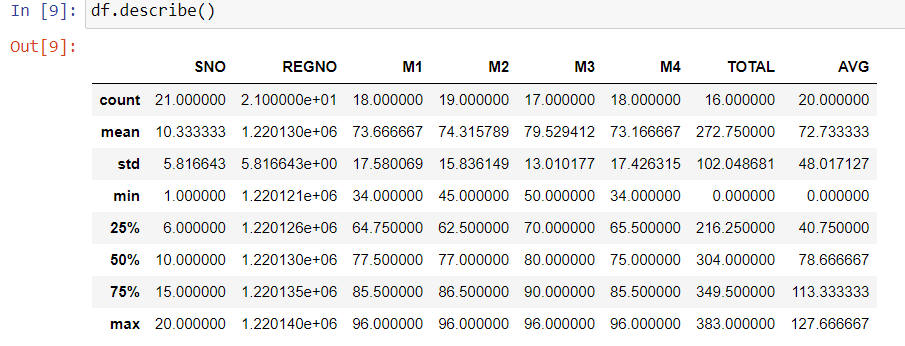 In [9]: df.describe()
Out[9]:
SNO REGNO M1 M2 M3 M4 TOTAL AVG
count 21.000000 2.100000e+01 18.000000 19.000000 17.000000 18.000000 16.000000 20.000000
mean 10.333333 1.220130e+06 73.666667 74.315789 79.529412 73.166667 272.750000 72.733333
std 5.816643 5.816643e+00 17.580069 15.836149 13.010177 17.426315 102.048681 48.017127
min 1.000000 1.220121e+06 34.000000 45.000000 50.000000 34.000000 0.000000 0.000000
25% 6.000000 1.220126e+06 64.750000 62.500000 70.000000 65.500000 216.250000 40.750000
50% 10.000000 1.220130e+06 77.500000 77.000000 80.000000 75.000000 304.000000 78.666667
75% 15.000000 1.220135e+06 85.500000 86.500000 90.000000 85.500000 349.500000 113.333333
max 20.000000 1.220140e+06 96.000000 96.000000 96.000000 96.000000 383.000000 127.666667